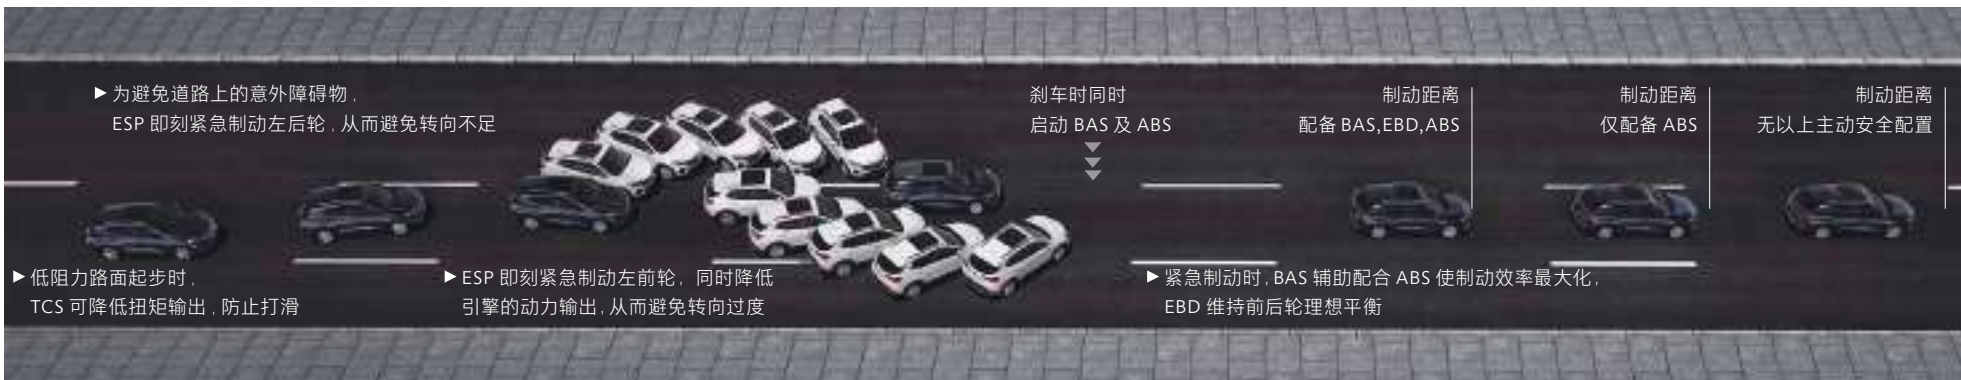 ▶ 为避免道路上的意外障碍物，
ESP 即刻紧急制动左后轮，从而避免转向不足
刹车时同时
启动 BAS 及 ABS
制动距离
配备 BAS,EBD,ABS
制动距离
仅配备 ABS
制动距离
无以上主动安全配置
▶ 低阻力路面起步时，
TCS 可降低扭矩输出，防止打滑
▶ ESP 即刻紧急制动左前轮，同时降低
引擎的动力输出，从而避免转向过度
▶ 紧急制动时，BAS 辅助配合 ABS 使制动效率最大化，
EBD 维持前后轮理想平衡